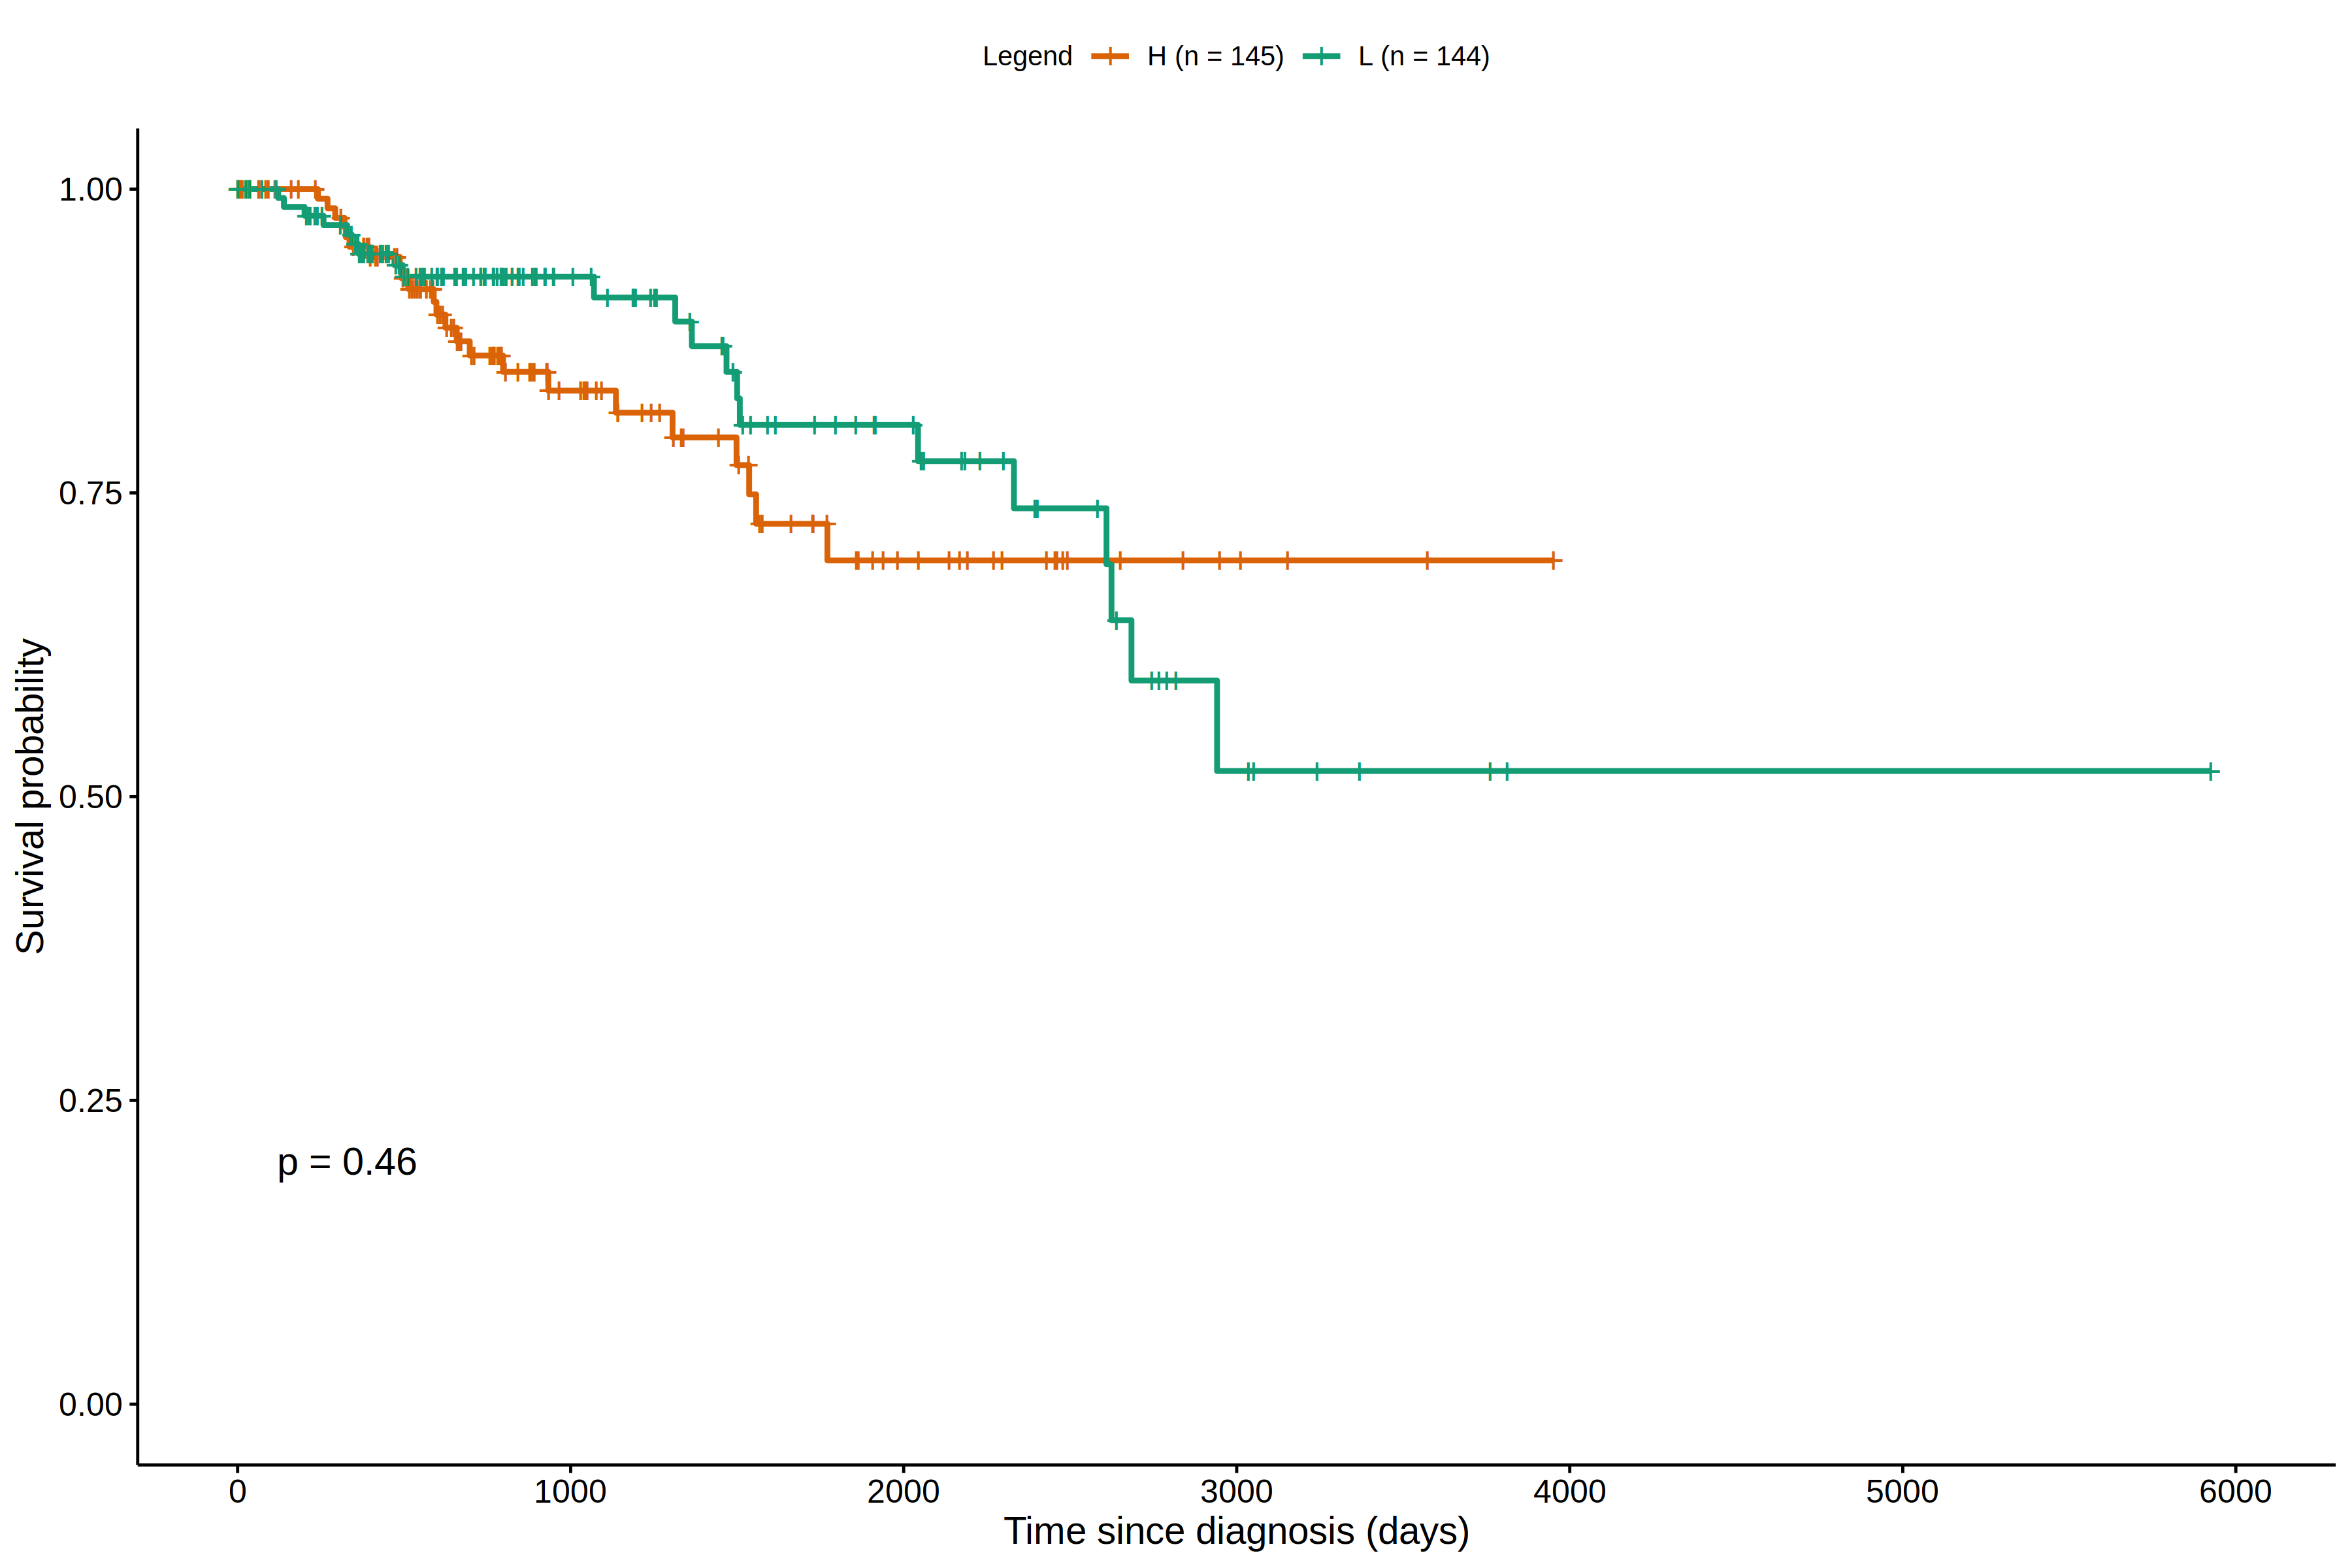 Legend H (n = 145) L (n = 144)
1.00
0.75
0.50
0.25
0.00
Survival probability
p = 0.46
0 1000 2000 3000 4000 5000 6000
Time since diagnosis (days)